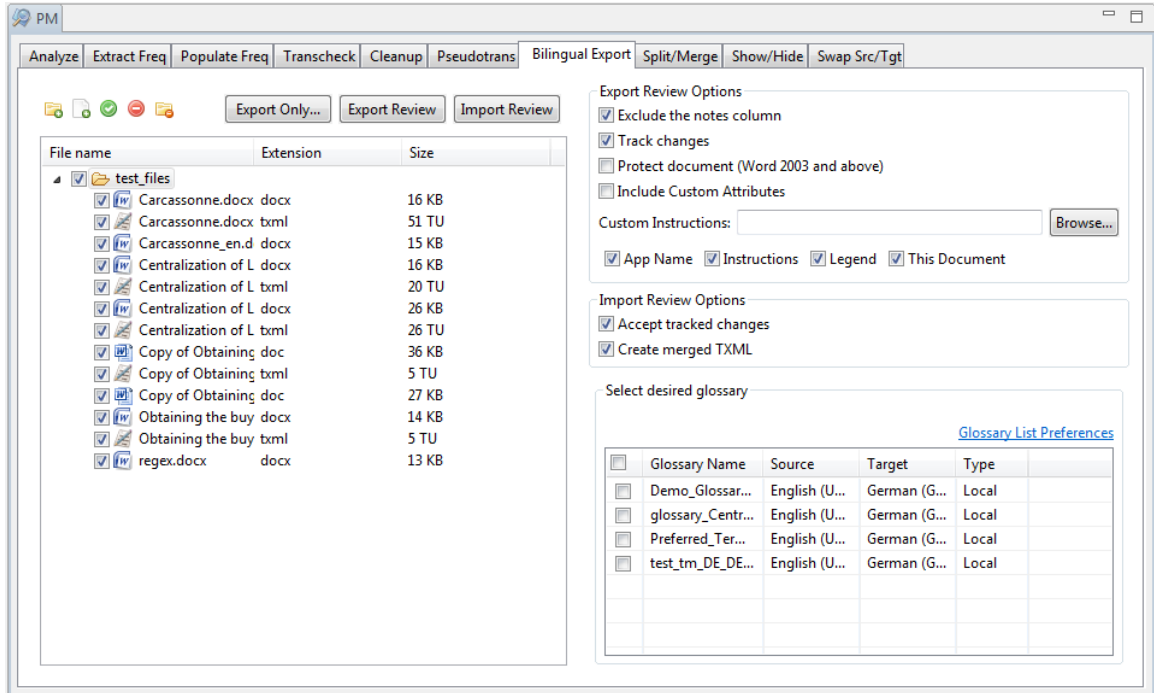 PM
Analyze Extract Freq Populate Freq Transcheck Cleanup Pseudotrans Bilingual Export Split/Merge Show/Hide Swap Src/Tgt
Export Only... Export Review Import Review
File name Extension Size
test_files
Carcassonne.docx docx 16 KB
Carcassonne.docx txml 51 TU
Carcassonne_en.d docx 15 KB
Centralization of L docx 16 KB
Centralization of L txml 20 TU
Centralization of L docx 26 KB
Centralization of L txml 26 TU
Copy of Obtaining doc 36 KB
Copy of Obtaining txml 5 TU
Copy of Obtaining doc 27 KB
Obtaining the buy docx 14 KB
Obtaining the buy txml 5 TU
regex.docx docx 13 KB
Export Review Options
Exclude the notes column
Track changes
Protect document (Word 2003 and above)
Include Custom Attributes
Custom Instructions: Browse...
App Name Instructions Legend This Document
Import Review Options
Accept tracked changes
Create merged TXML
Select desired glossary
Glossary List Preferences
Glossary Name Source Target Type
Demo_Glossar... English (U... German (G... Local
glossary_Centr... English (U... German (G... Local
Preferred_Ter... English (U... German (G... Local
test_tm_DE_DE... English (U... German (G... Local